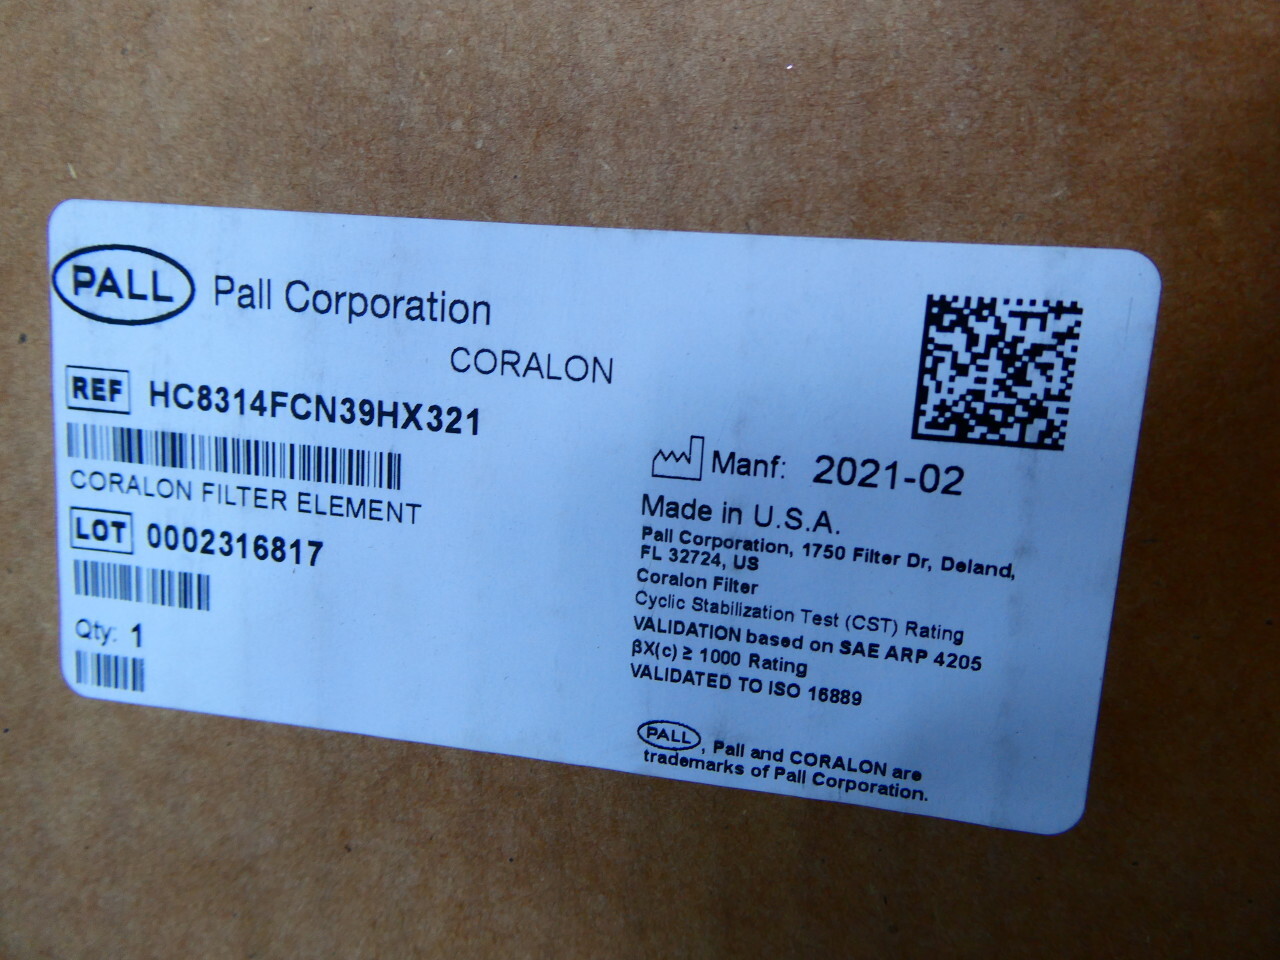 PALL Pall Corporation
CORALON
REF HC8314FCN39HX321
CORALON FILTER ELEMENT
LOT 0002316817
Qty: 1
Manf: 2021-02
Made in U.S.A.
Pall Corporation, 1750 Filter Dr, Deland,
FL 32724, US
Coralon Filter
Cyclic Stabilization Test (CST) Rating
VALIDATION based on SAE ARP 4205
βX(c) ≥ 1000 Rating
VALIDATED TO ISO 16889
PALL, Pall and CORALON are
trademarks of Pall Corporation.